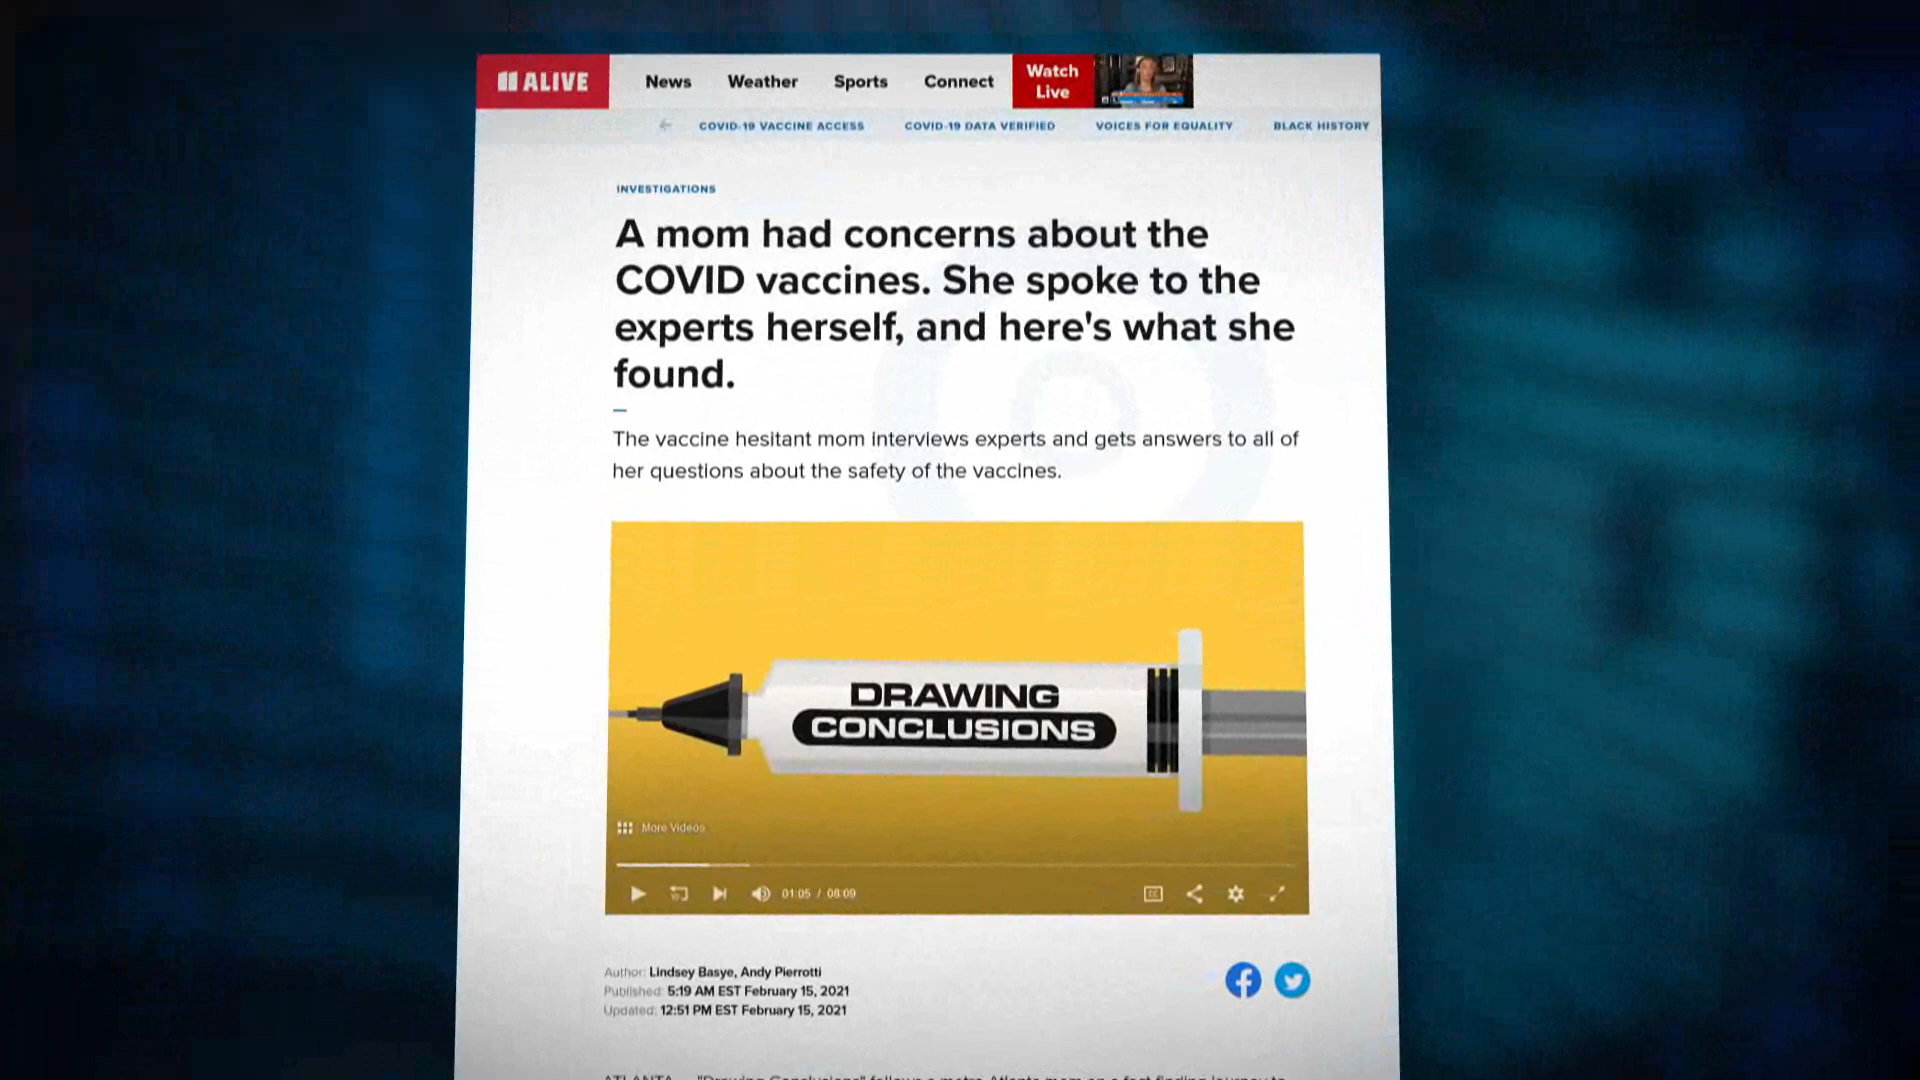 11 ALIVE
News Weather Sports Connect Watch Live
COVID-19 VACCINE ACCESS COVID-19 DATA VERIFIED VOICES FOR EQUALITY BLACK HISTORY
INVESTIGATIONS
A mom had concerns about the
COVID vaccines. She spoke to the
experts herself, and here's what she
found.
The vaccine hesitant mom interviews experts and gets answers to all of
her questions about the safety of the vaccines.
DRAWING
CONCLUSIONS
More Videos
01:05 / 08:09
CC
Author: Lindsey Basye, Andy Pierrotti
Published: 5:19 AM EST February 15, 2021
Updated: 12:51 PM EST February 15, 2021
ATLANTA — "Drawing Conclusions" follows a metro Atlanta mom on a fact finding journey to